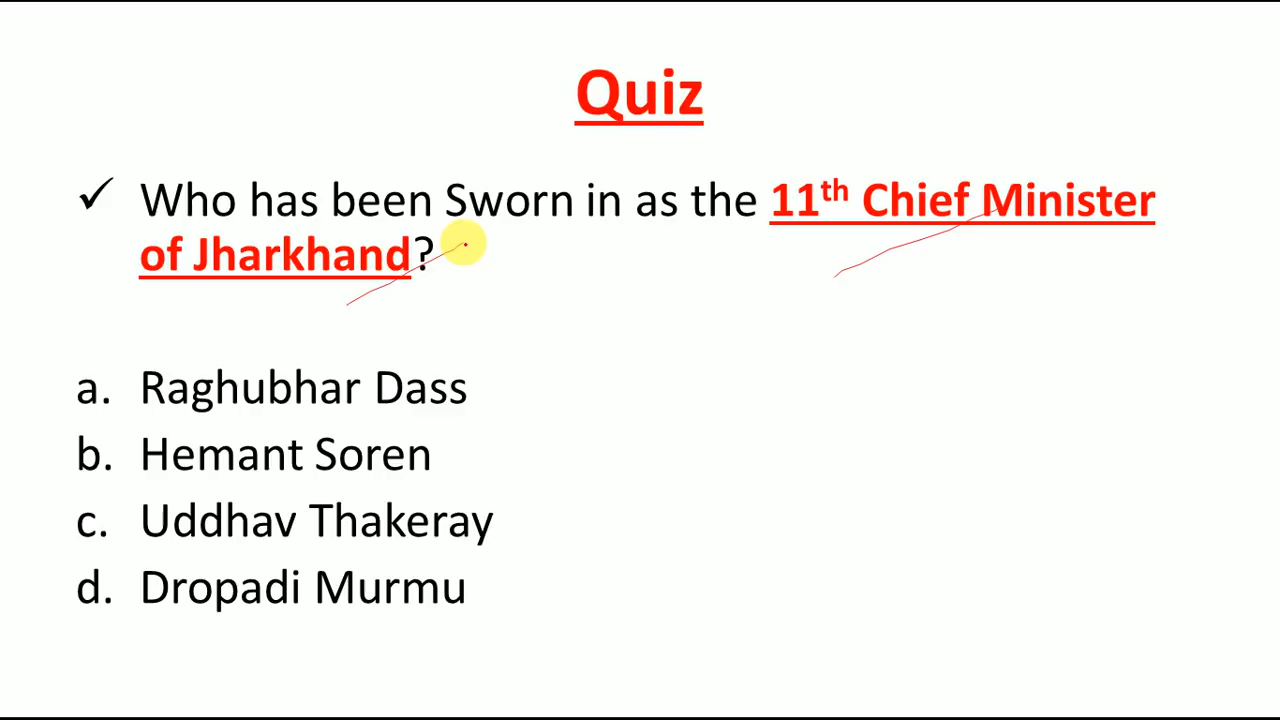 Quiz
✓ Who has been Sworn in as the 11th Chief Minister
of Jharkhand?
a. Raghubhar Dass
b. Hemant Soren
c. Uddhav Thakeray
d. Dropadi Murmu